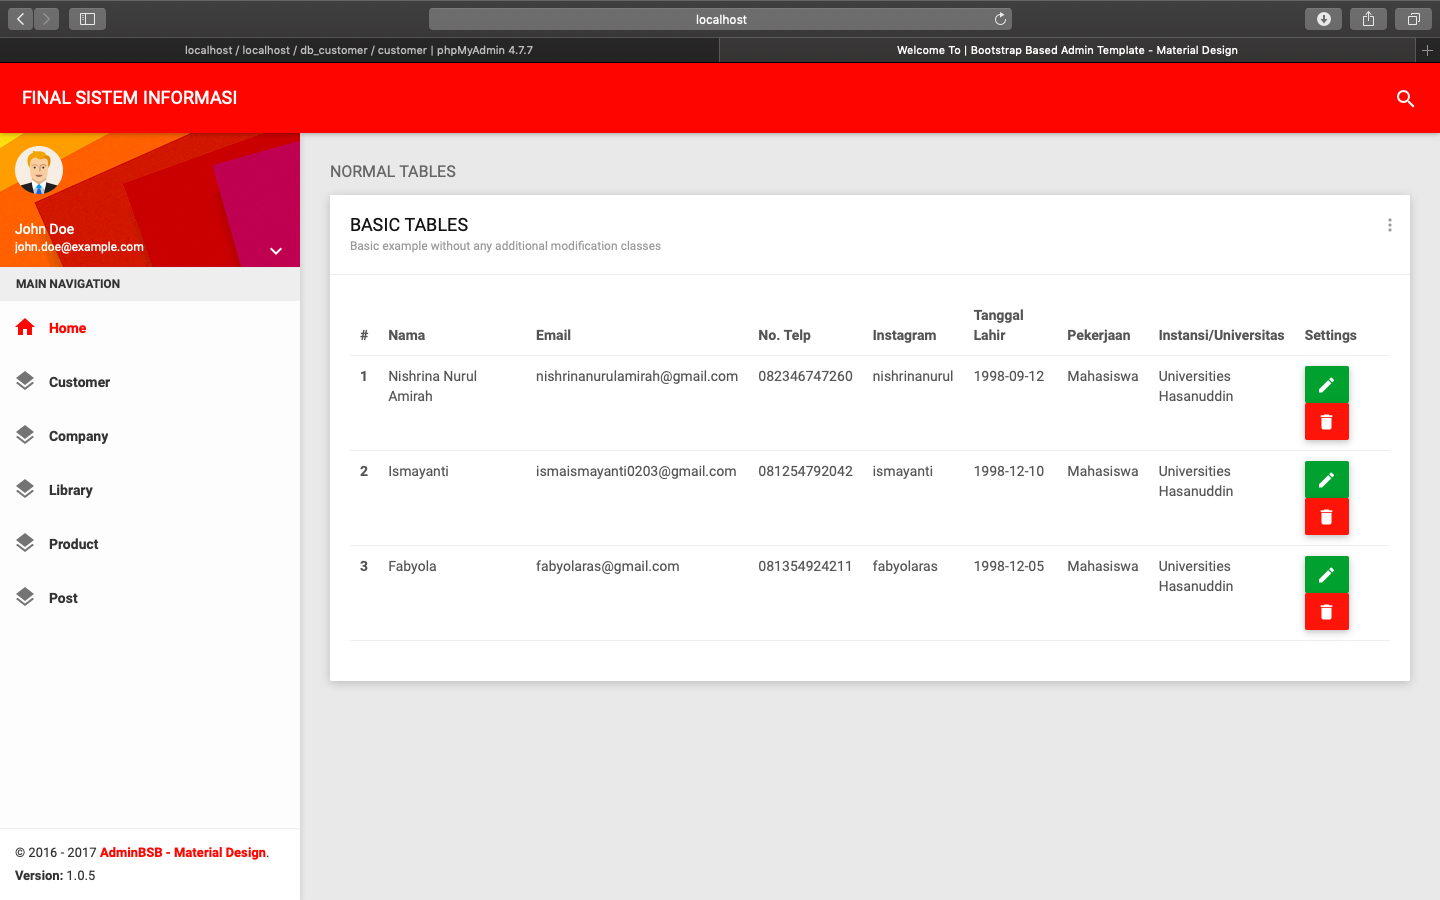 localhost
localhost / localhost / db_customer / customer | phpMyAdmin 4.7.7
Welcome To | Bootstrap Based Admin Template - Material Design
FINAL SISTEM INFORMASI
John Doe
john.doe@example.com
MAIN NAVIGATION
Home
Customer
Company
Library
Product
Post
© 2016 - 2017 AdminBSB - Material Design.
Version: 1.0.5
NORMAL TABLES
BASIC TABLES
Basic example without any additional modification classes
# Nama Email No. Telp Instagram Tanggal Lahir Pekerjaan Instansi/Universitas Settings
1 Nishrina Nurul Amirah nishrinanurulamirah@gmail.com 082346747260 nishrinanurul 1998-09-12 Mahasiswa Universities Hasanuddin
2 Ismayanti ismaismayanti0203@gmail.com 081254792042 ismayanti 1998-12-10 Mahasiswa Universities Hasanuddin
3 Fabyola fabyolaras@gmail.com 081354924211 fabyolaras 1998-12-05 Mahasiswa Universities Hasanuddin